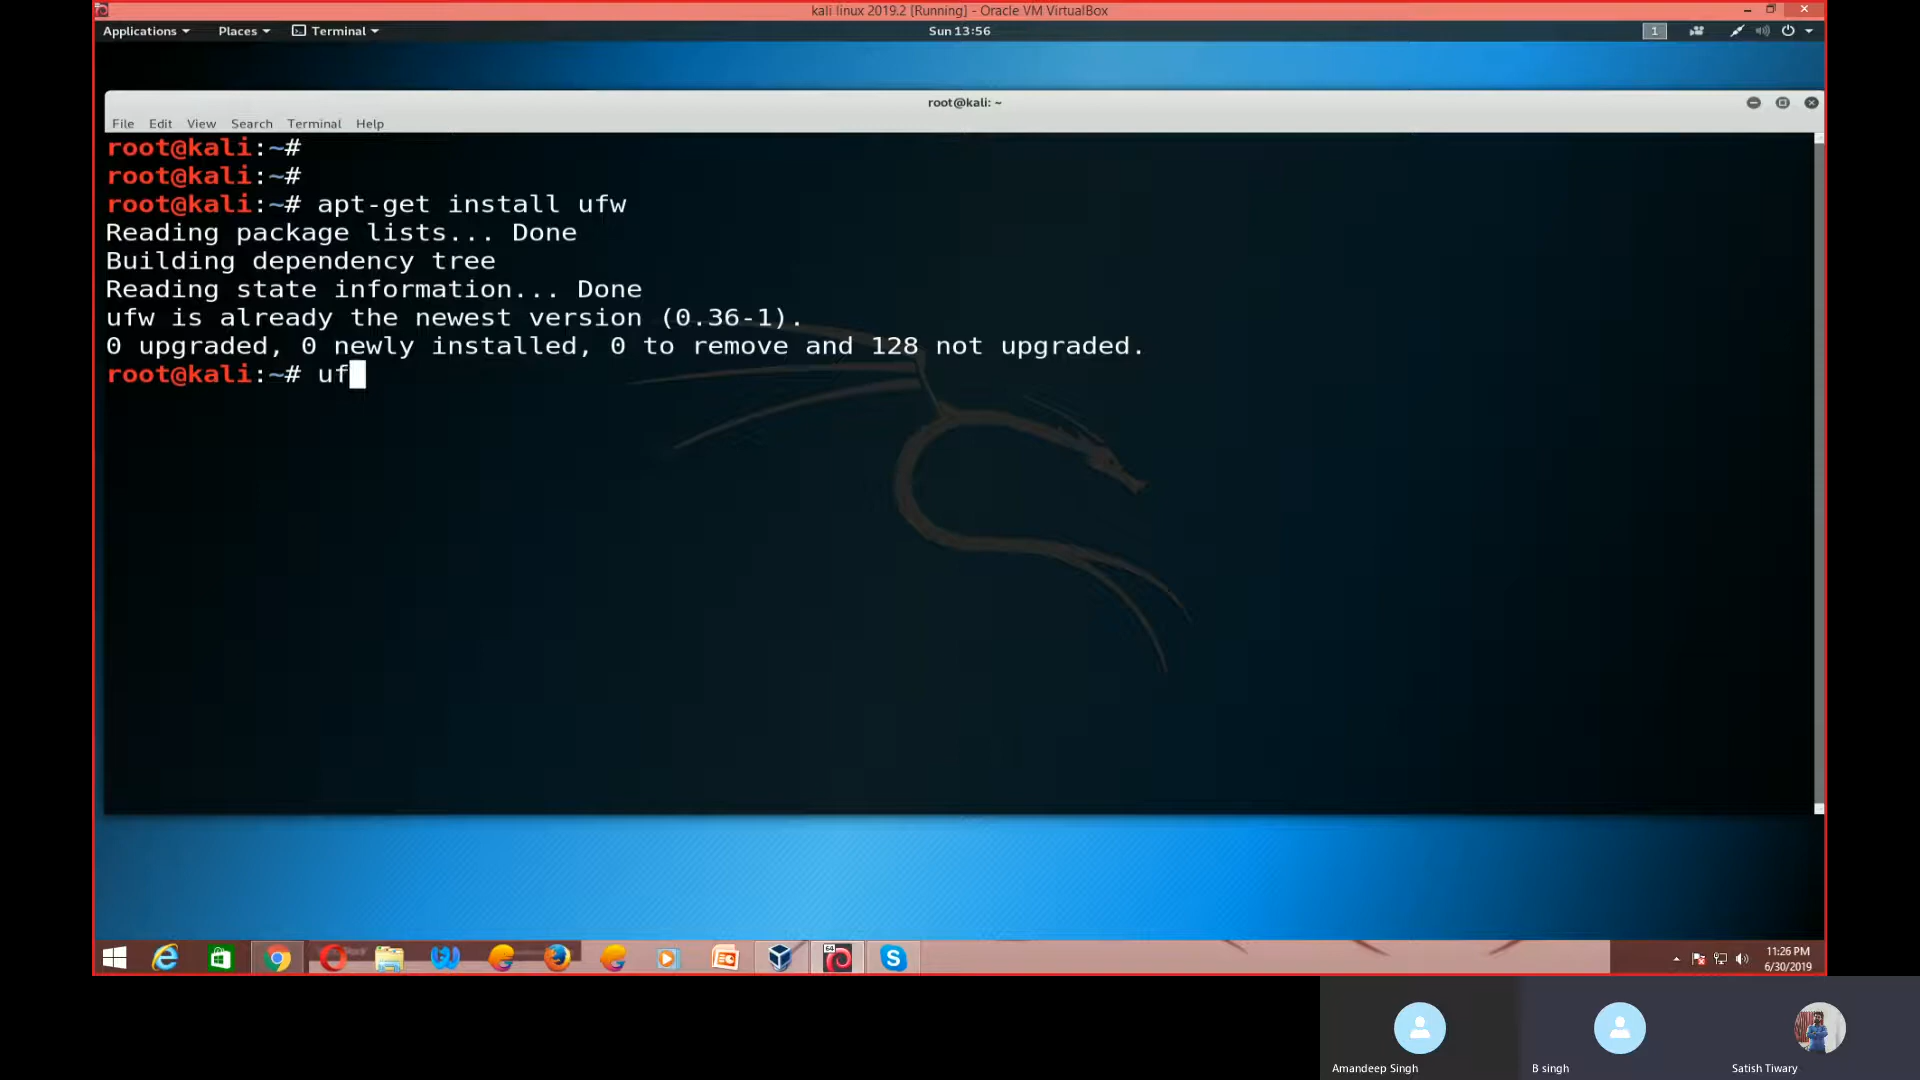 kali linux 2019.2 [Running] - Oracle VM VirtualBox
Applications Places Terminal Sun 13:56 1
root@kali: ~
File Edit View Search Terminal Help
root@kali:~#
root@kali:~#
root@kali:~# apt-get install ufw
Reading package lists... Done
Building dependency tree
Reading state information... Done
ufw is already the newest version (0.36-1).
0 upgraded, 0 newly installed, 0 to remove and 128 not upgraded.
root@kali:~# uf
64
11:26 PM
6/30/2019
Amandeep Singh B singh Satish Tiwary